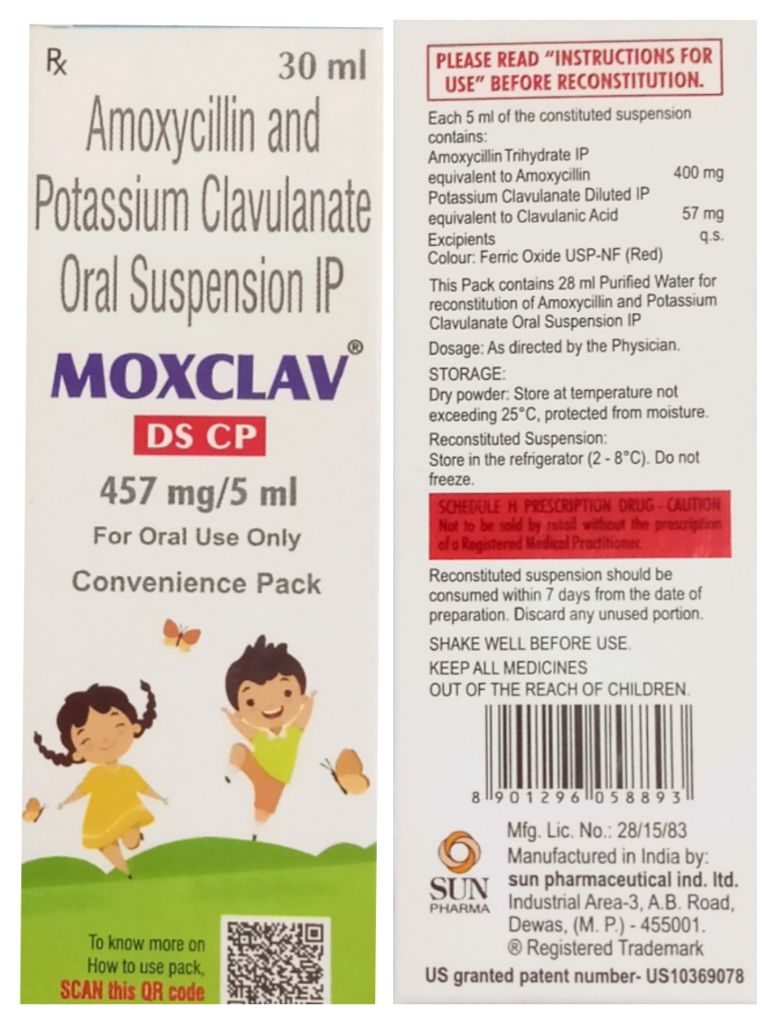 Rx
30 ml
Amoxycillin and
Potassium Clavulanate
Oral Suspension IP
MOXCLAV®
DS CP
457 mg/5 ml
For Oral Use Only
Convenience Pack
To know more on
How to use pack,
SCAN this QR code
PLEASE READ "INSTRUCTIONS FOR
USE" BEFORE RECONSTITUTION.
Each 5 ml of the constituted suspension
contains:
Amoxycillin Trihydrate IP
equivalent to Amoxycillin 400 mg
Potassium Clavulanate Diluted IP
equivalent to Clavulanic Acid 57 mg
Excipients q.s.
Colour: Ferric Oxide USP-NF (Red)
This Pack contains 28 ml Purified Water for
reconstitution of Amoxycillin and Potassium
Clavulanate Oral Suspension IP
Dosage: As directed by the Physician.
STORAGE:
Dry powder: Store at temperature not
exceeding 25°C, protected from moisture.
Reconstituted Suspension:
Store in the refrigerator (2 - 8°C). Do not
freeze.
SCHEDULE H PRESCRIPTION DRUG - CAUTION
Not to be sold by retail without the prescription
of a Registered Medical Practitioner.
Reconstituted suspension should be
consumed within 7 days from the date of
preparation. Discard any unused portion.
SHAKE WELL BEFORE USE.
KEEP ALL MEDICINES
OUT OF THE REACH OF CHILDREN.
8 901296 058893
Mfg. Lic. No.: 28/15/83
Manufactured in India by:
sun pharmaceutical ind. ltd.
Industrial Area-3, A.B. Road,
Dewas, (M. P.) - 455001.
® Registered Trademark
SUN
PHARMA
US granted patent number- US10369078